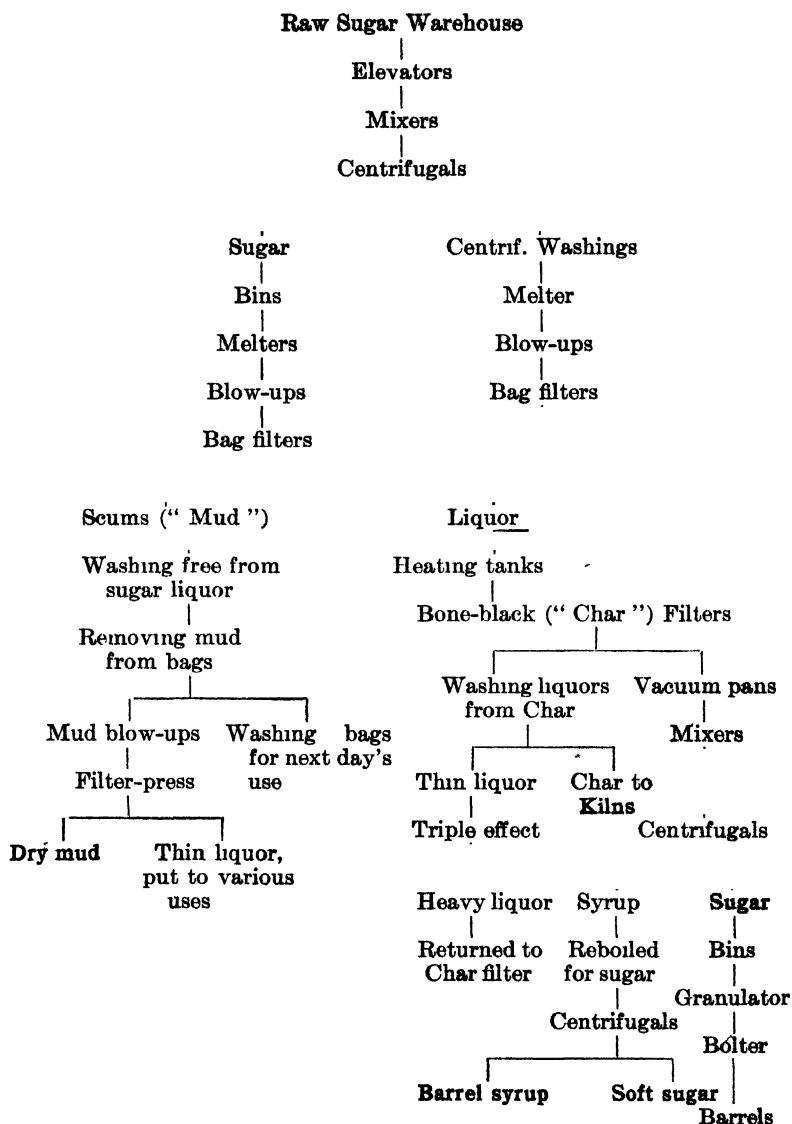 Raw Sugar Warehouse
Elevators
Mixers
Centrifugals
Sugar
Bins
Melters
Blow-ups
Bag filters
Centrif. Washings
Melter
Blow-ups
Bag filters
Scums (“ Mud ”)
Washing free from
sugar liquor
Removing mud
from bags
Mud blow-ups
Filter-press
Dry mud
Thin liquor,
put to various
uses
Washing bags
for next day's
use
Liquor
Heating tanks
Bone-black (“ Char ”) Filters
Washing liquors
from Char
Thin liquor
Triple effect
Char to
Kilns
Vacuum pans
Mixers
Centrifugals
Heavy liquor
Returned to
Char filter
Syrup
Reboiled
for sugar
Centrifugals
Barrel syrup
Soft sugar
Sugar
Bins
Granulator
Bolter
Barrels